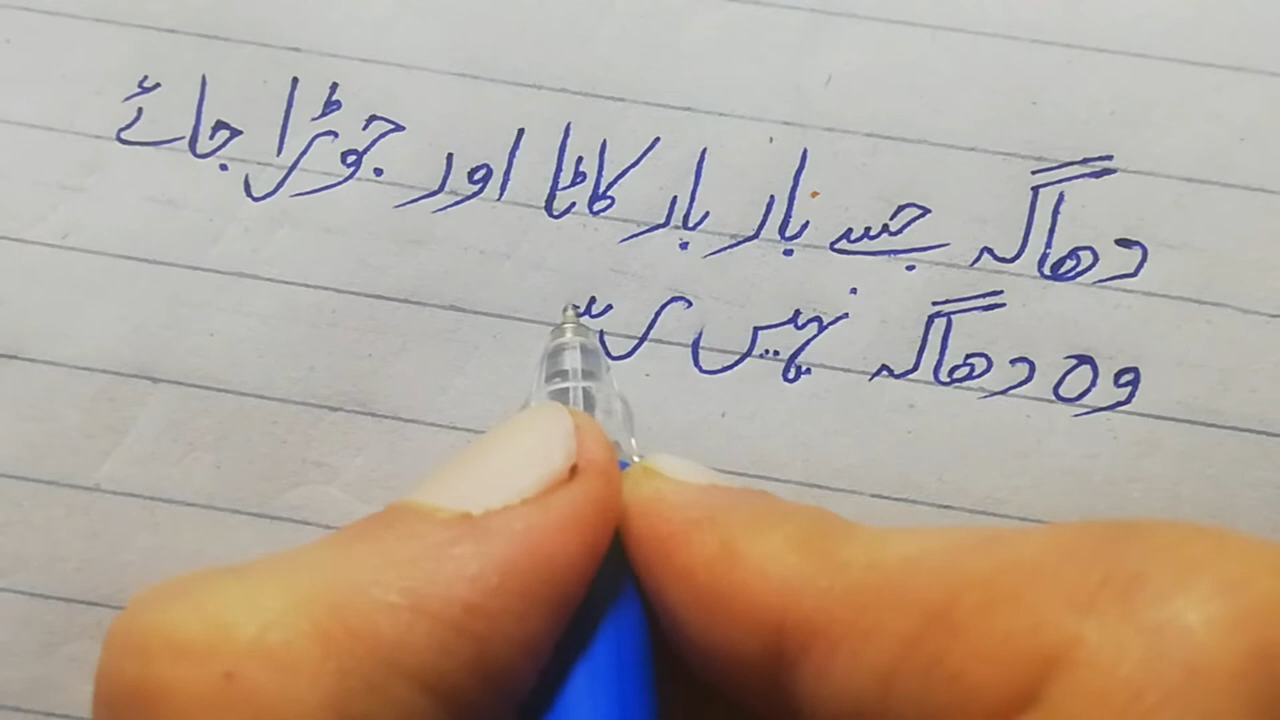 دھاگہ جسے بار بار کاٹا اور جوڑا جائے
وہ دھاگہ نہیں